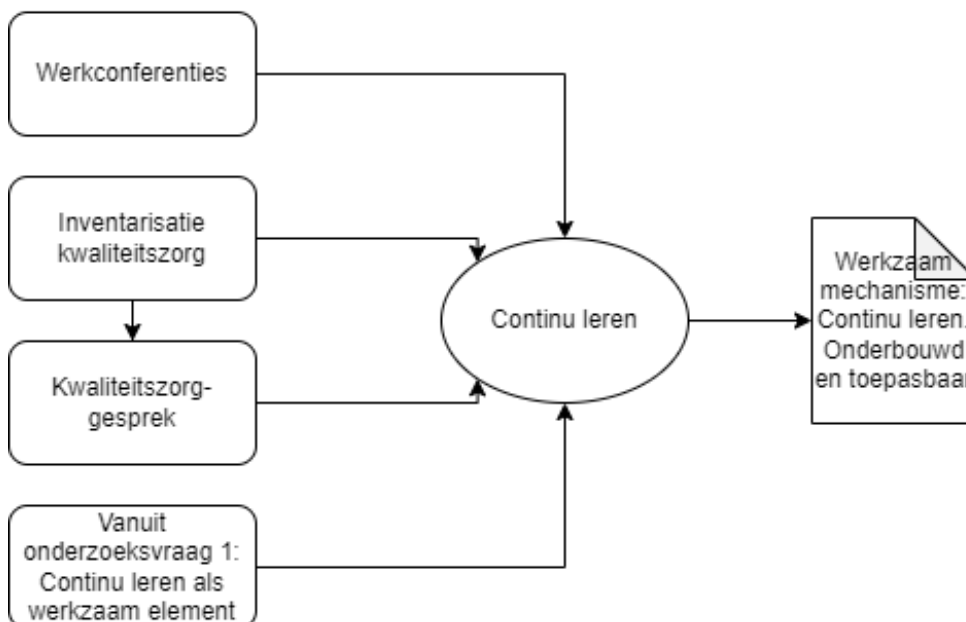 Werkconferenties
Inventarisatie
kwaliteitszorg
Kwaliteitszorg-
gesprek
Vanuit
onderzoeksvraag 1:
Continu leren als
werkzaam element
Continu leren
Werkzaam
mechanisme:
Continu leren.
Onderbouwd
en toepasbaar